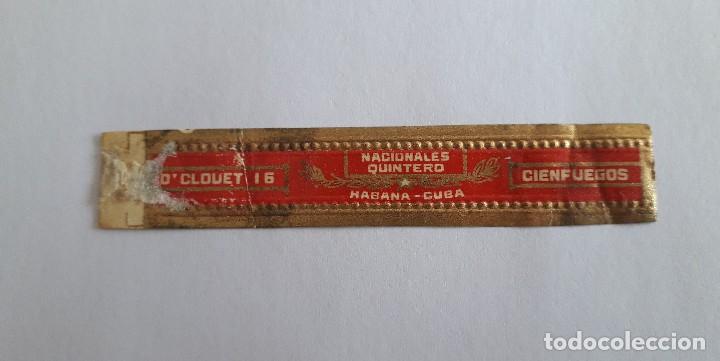 D'CLOUET 16
NACIONALES
QUINTERO
HABANA-CUBA
CIENFUEGOS
todocoleccion